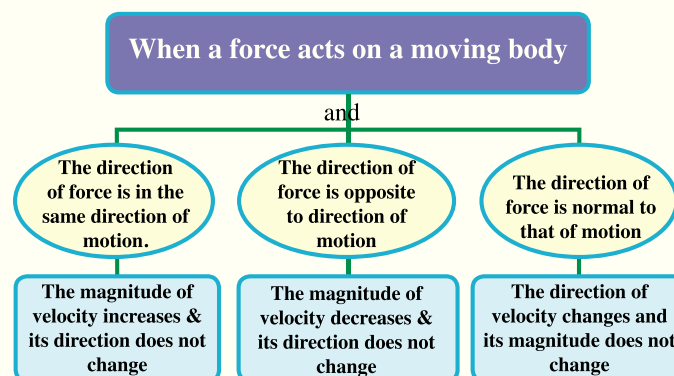 When a force acts on a moving body
and
The direction
of force is in the
same direction of
motion.
The direction of
force is opposite
to direction of
motion
The direction of
force is normal to
that of motion
The magnitude of
velocity increases &
its direction does not
change
The magnitude of
velocity decreases &
its direction does not
change
The direction of
velocity changes and
its magnitude does not
change